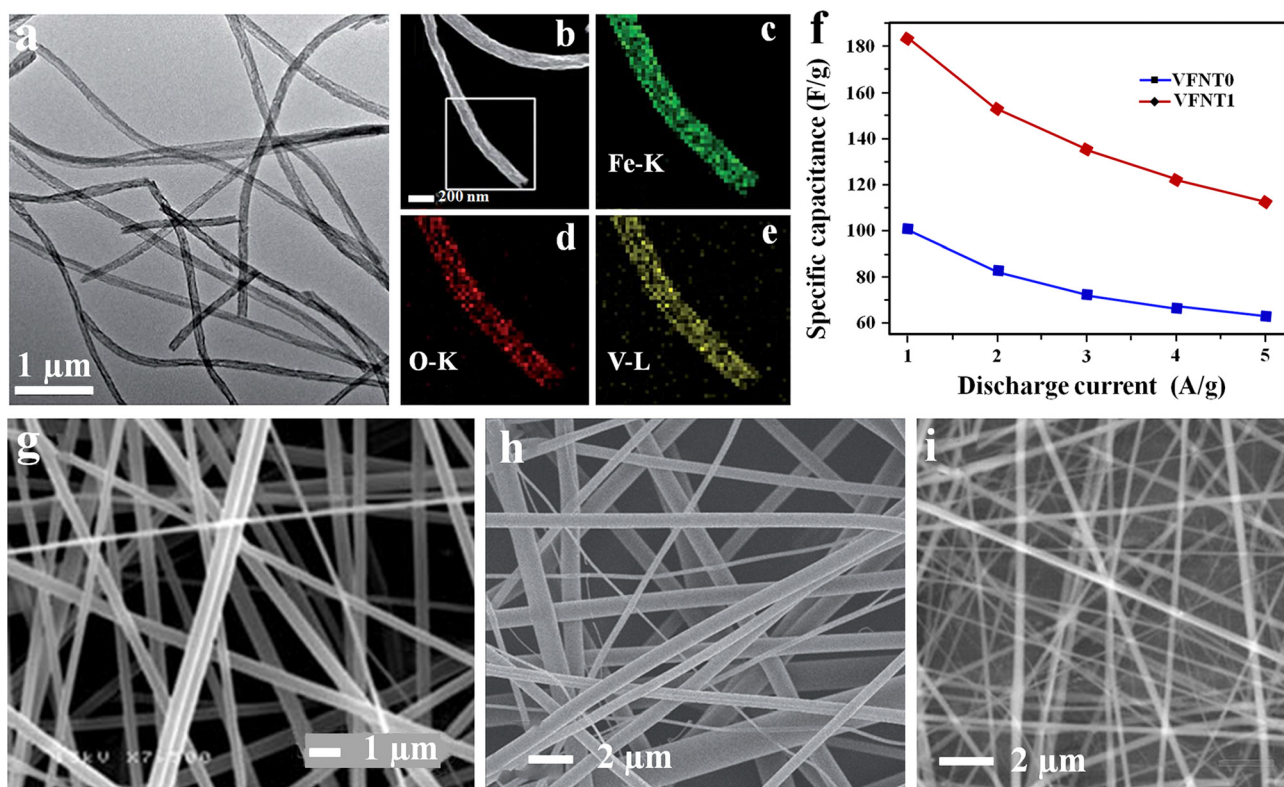 a
1 μm
b
200 nm
c
Fe-K
d
O-K
e
V-L
f
Specific capacitance (F/g)
180
160
140
120
100
80
60
VFNT0
VFNT1
1 2 3 4 5
Discharge current (A/g)
g
1 μm
h
2 μm
i
2 μm